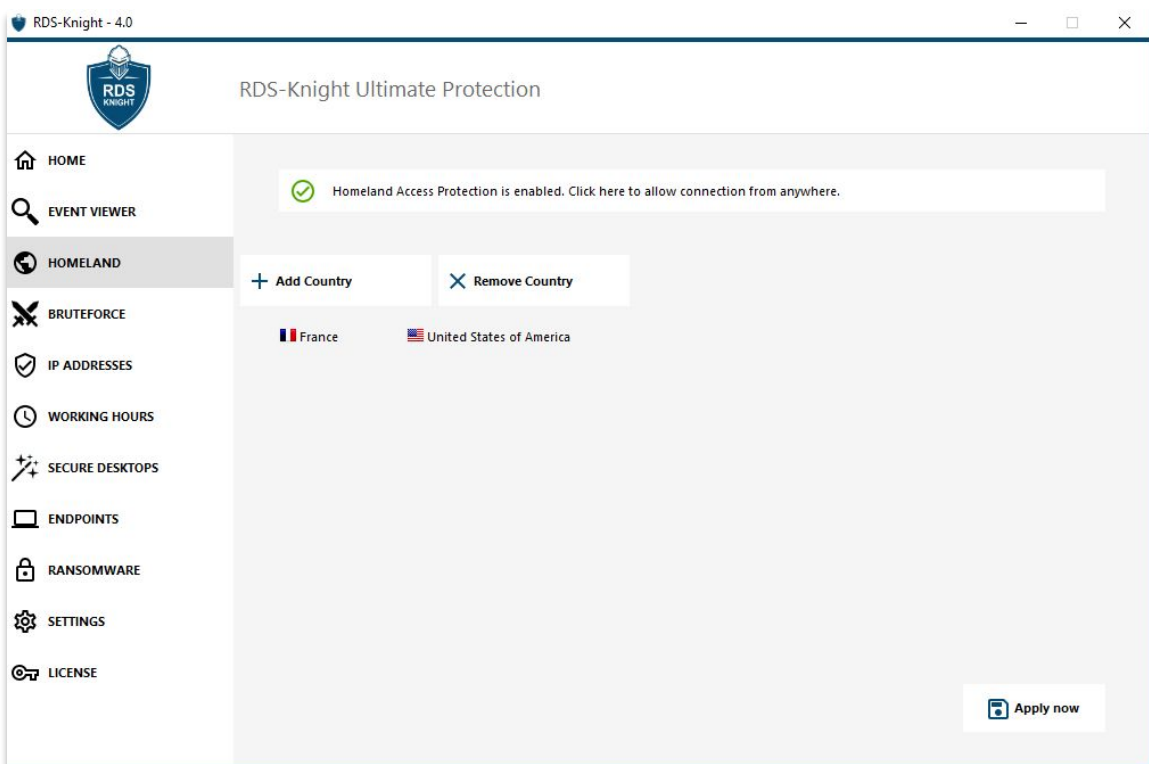 RDS-Knight - 4.0
RDS
KNIGHT
RDS-Knight Ultimate Protection
HOME
EVENT VIEWER
HOMELAND
BRUTEFORCE
IP ADDRESSES
WORKING HOURS
SECURE DESKTOPS
ENDPOINTS
RANSOMWARE
SETTINGS
LICENSE
Homeland Access Protection is enabled. Click here to allow connection from anywhere.
Add Country Remove Country
France United States of America
Apply now